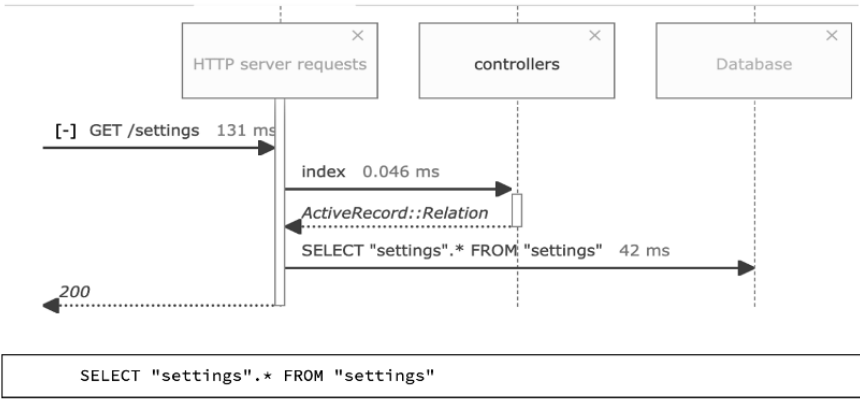 HTTP server requests
controllers
Database
[-] GET /settings 131 ms
index 0.046 ms
ActiveRecord::Relation
SELECT "settings".* FROM "settings" 42 ms
200
SELECT "settings".* FROM "settings"